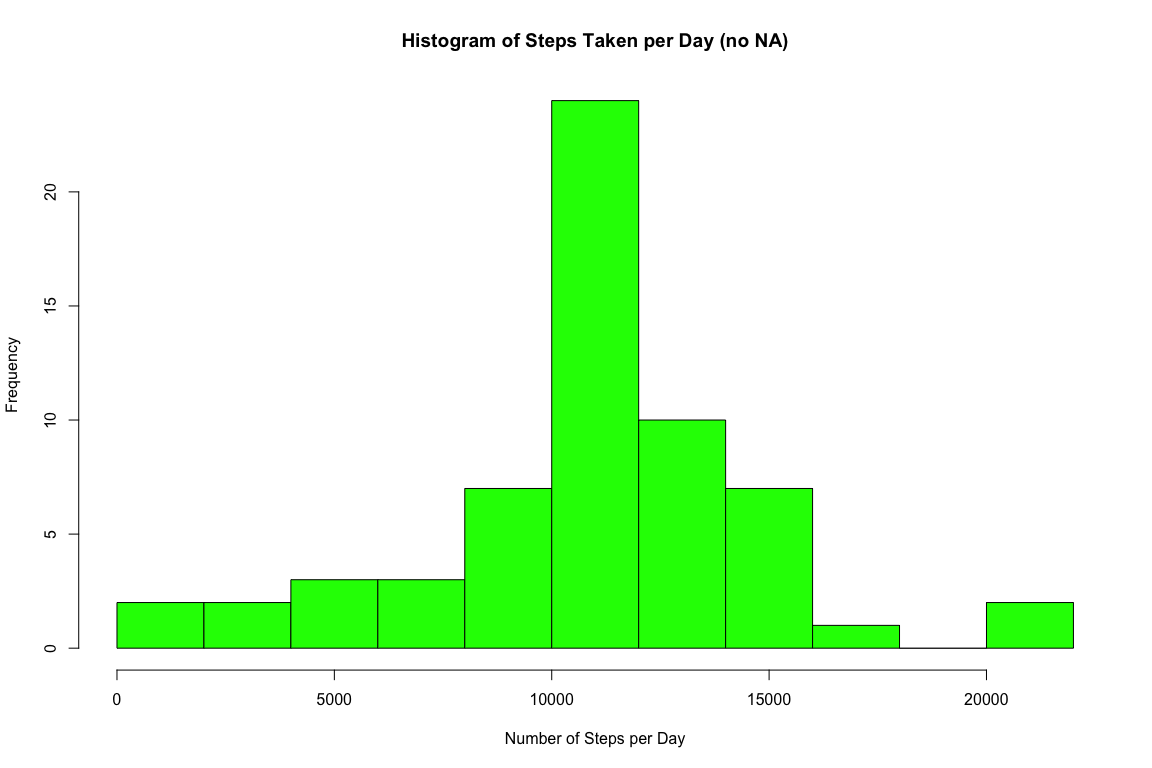 Histogram of Steps Taken per Day (no NA)
Frequency
20
15
10
5
0
0 5000 10000 15000 20000
Number of Steps per Day